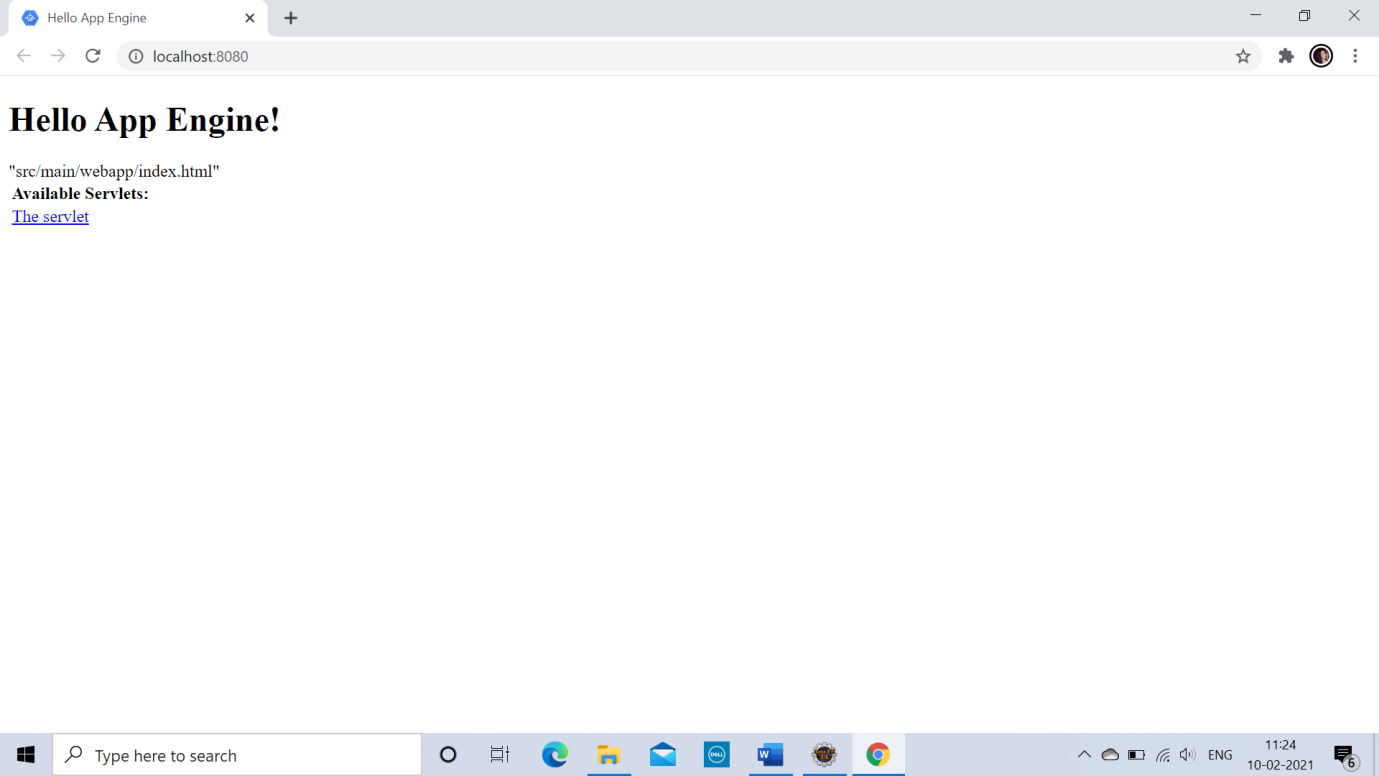 Hello App Engine
localhost:8080
Hello App Engine!
"src/main/webapp/index.html"
Available Servlets:
The servlet
Type here to search
DELL
W
ENG
11:24
10-02-2021
6